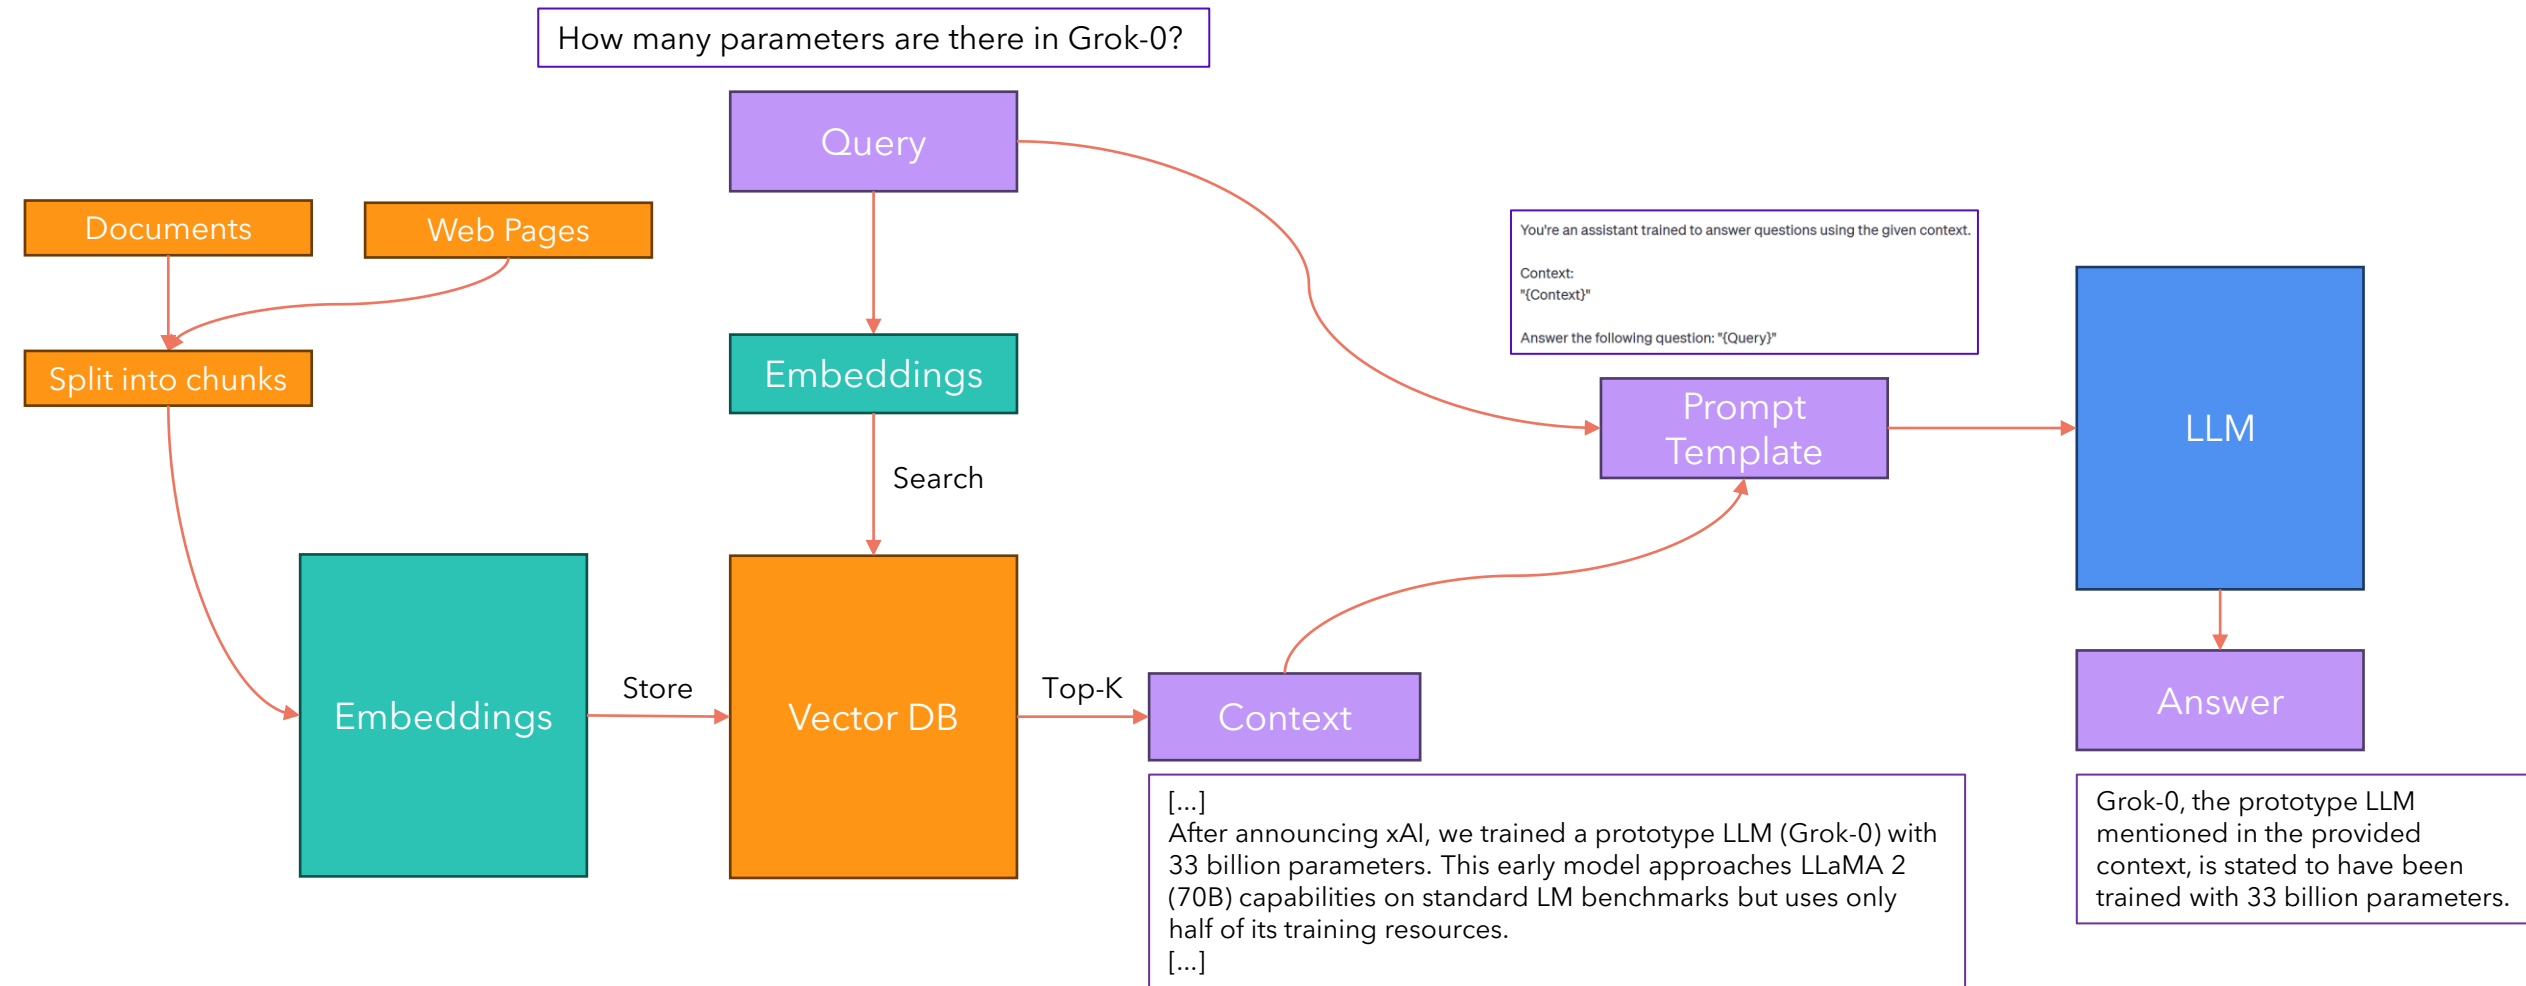 How many parameters are there in Grok-0?
Query
Documents
Web Pages
Split into chunks
Embeddings
Search
You're an assistant trained to answer questions using the given context.
Context:
"{Context}"
Answer the following question: "{Query}"
Prompt
Template
LLM
Embeddings
Store
Vector DB
Top-K
Context
Answer
[...]
After announcing xAI, we trained a prototype LLM (Grok-0) with
33 billion parameters. This early model approaches LLaMA 2
(70B) capabilities on standard LM benchmarks but uses only
half of its training resources.
[...]
Grok-0, the prototype LLM
mentioned in the provided
context, is stated to have been
trained with 33 billion parameters.